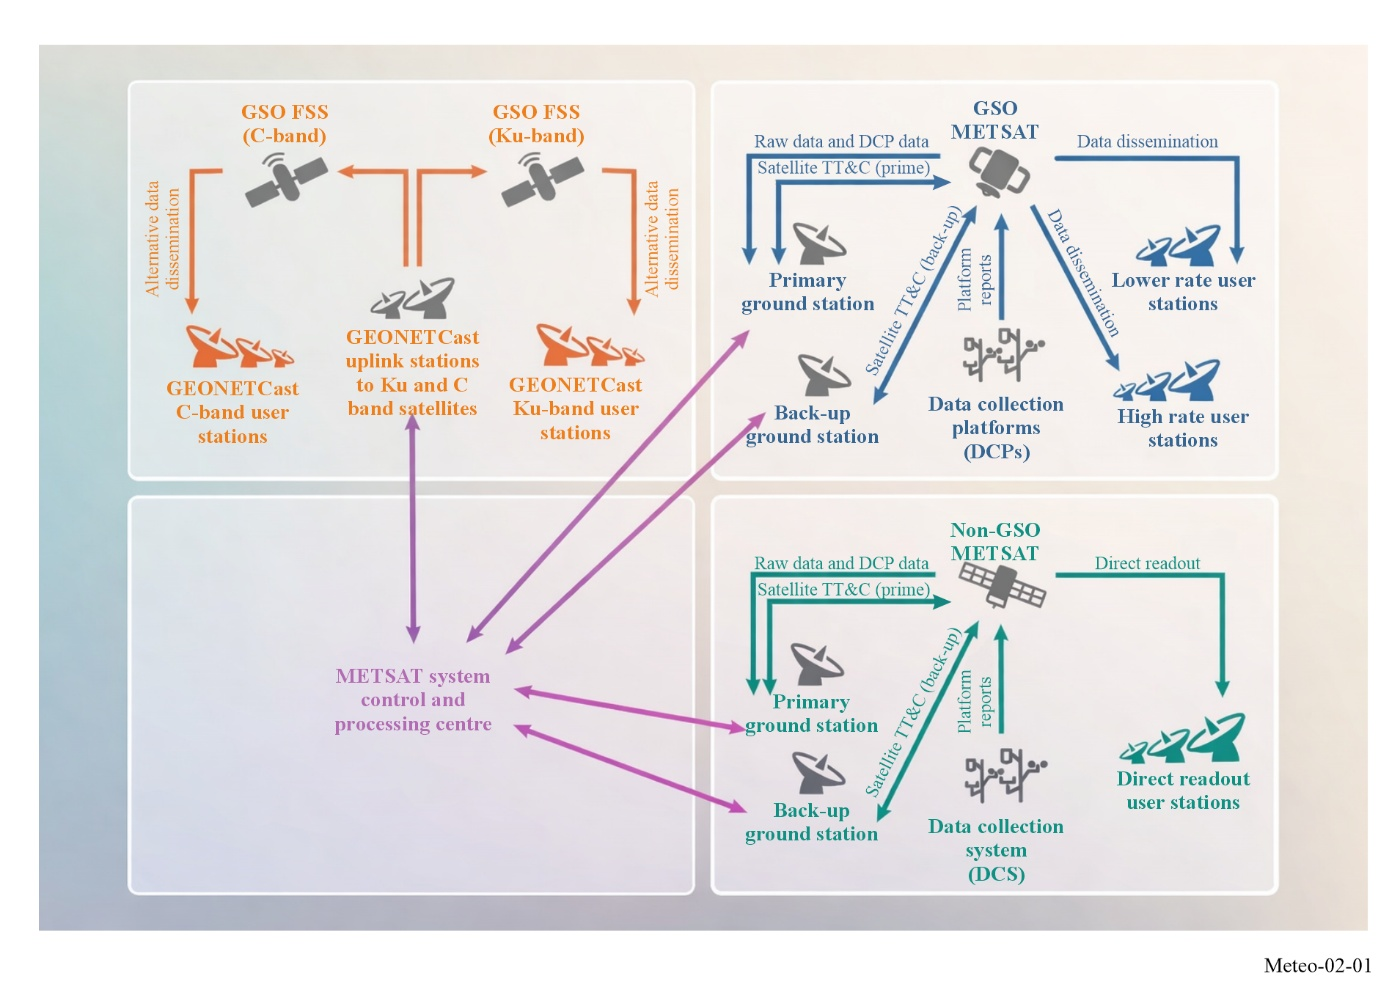 GSO FSS
(C-band)
GSO FSS
(Ku-band)
Alternative data
dissemination
Alternative data
dissemination
GEONETCast
C-band user
stations
GEONETCast
uplink stations
to Ku and C
band satellites
GEONETCast
Ku-band user
stations
GSO
METSAT
Raw data and DCP data
Satellite TT&C (prime)
Data dissemination
Satellite TT&C (back-up)
Platform
reports
Data dissemination
Primary
ground station
Lower rate user
stations
Back-up
ground station
Data collection
platforms
(DCPs)
High rate user
stations
METSAT system
control and
processing centre
Non-GSO
METSAT
Raw data and DCP data
Satellite TT&C (prime)
Direct readout
Satellite TT&C (back-up)
Platform
reports
Primary
ground station
Back-up
ground station
Data collection
system
(DCS)
Direct readout
user stations
Meteo-02-01